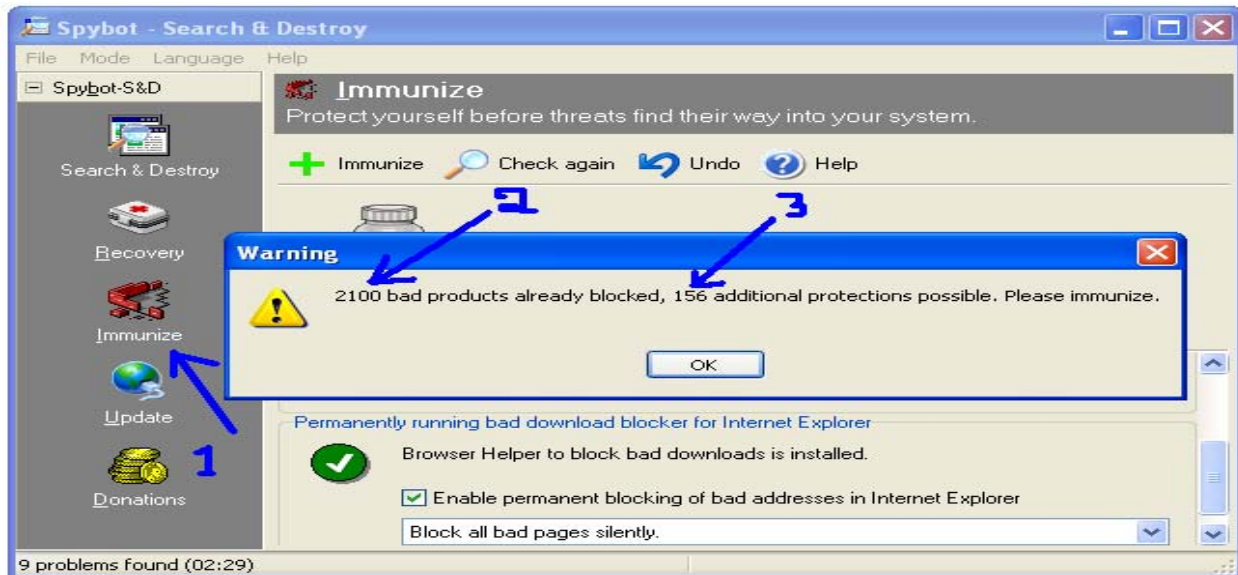 Spybot - Search & Destroy
File Mode Language Help
Spybot-S&D
Immunize
Protect yourself before threats find their way into your system.
Immunize Check again Undo Help
Search & Destroy
Recovery
Immunize
Update
Donations
1
2
3
Warning
2100 bad products already blocked, 156 additional protections possible. Please immunize.
OK
Permanently running bad download blocker for Internet Explorer
Browser Helper to block bad downloads is installed.
Enable permanent blocking of bad addresses in Internet Explorer
Block all bad pages silently.
9 problems found (02:29)